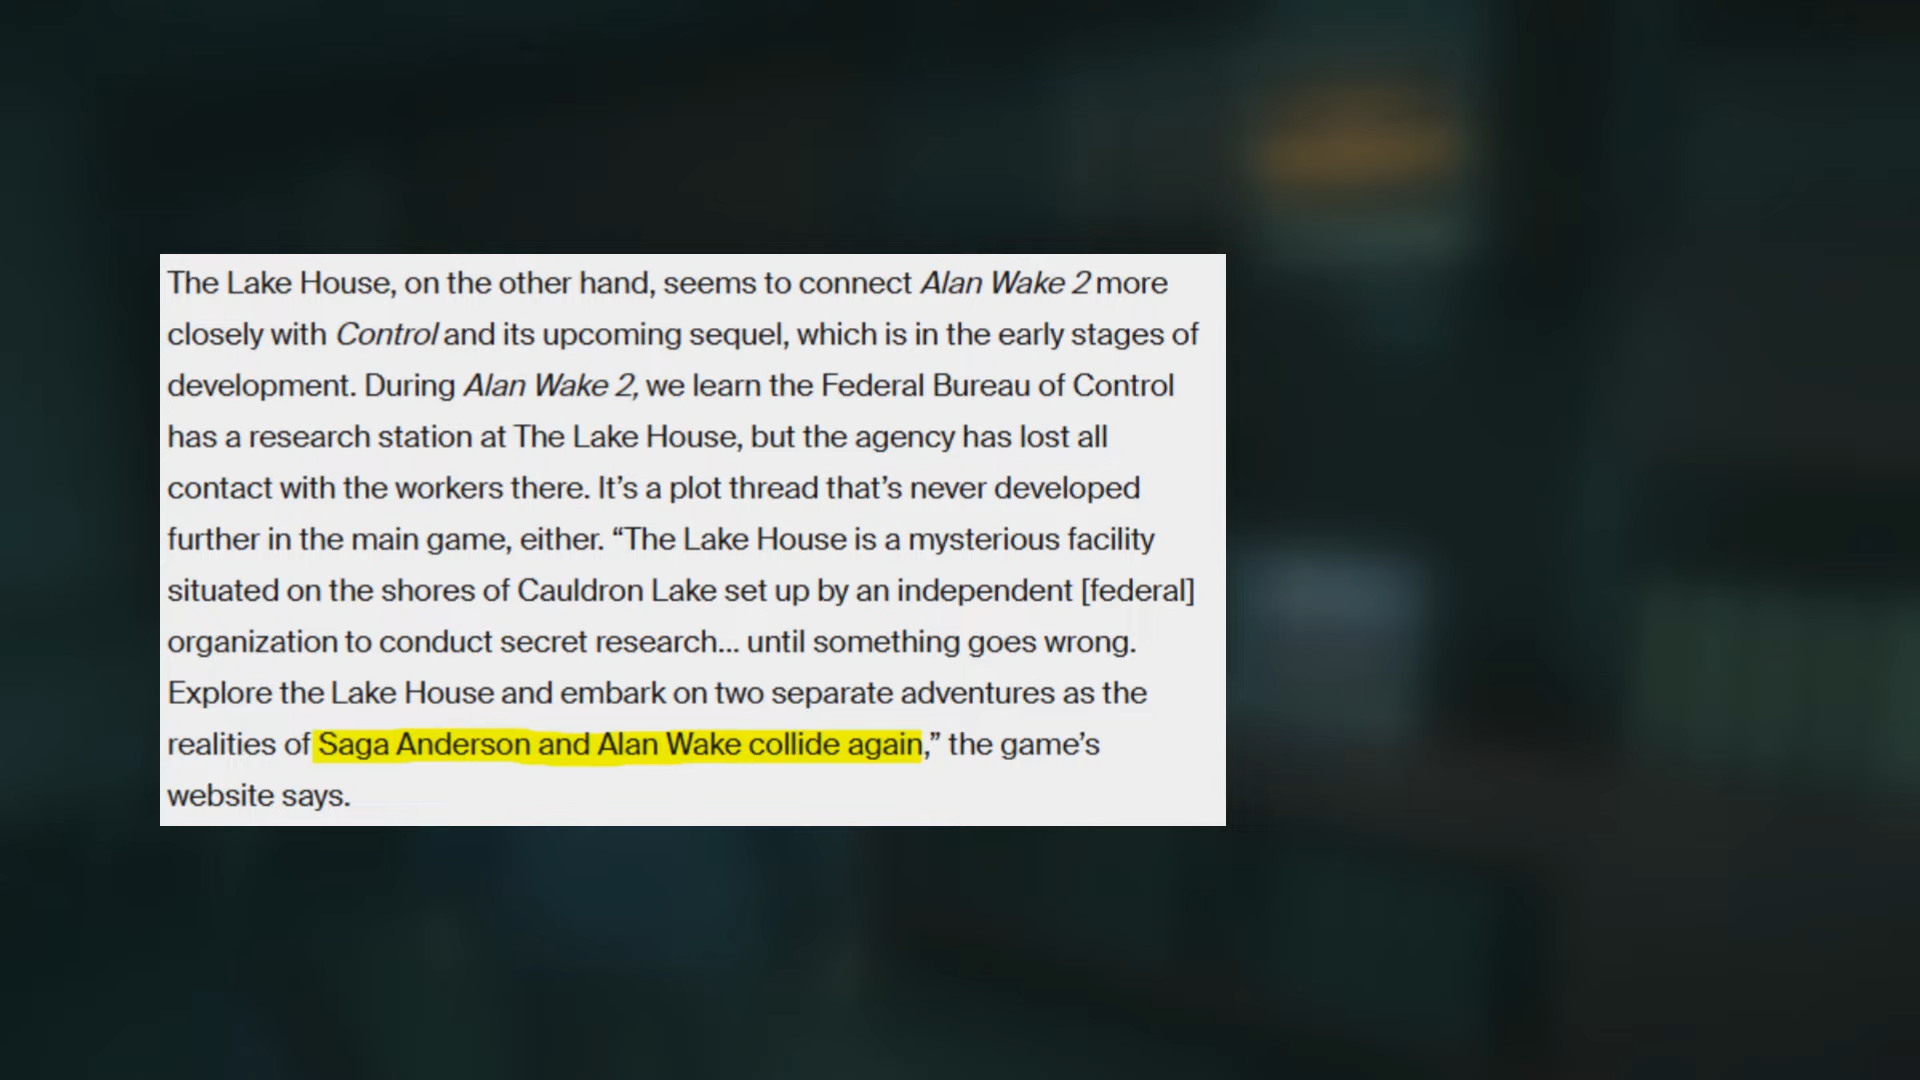 The Lake House, on the other hand, seems to connect Alan Wake 2 more
closely with Control and its upcoming sequel, which is in the early stages of
development. During Alan Wake 2, we learn the Federal Bureau of Control
has a research station at The Lake House, but the agency has lost all
contact with the workers there. It’s a plot thread that’s never developed
further in the main game, either. “The Lake House is a mysterious facility
situated on the shores of Cauldron Lake set up by an independent [federal]
organization to conduct secret research... until something goes wrong.
Explore the Lake House and embark on two separate adventures as the
realities of Saga Anderson and Alan Wake collide again,” the game’s
website says.